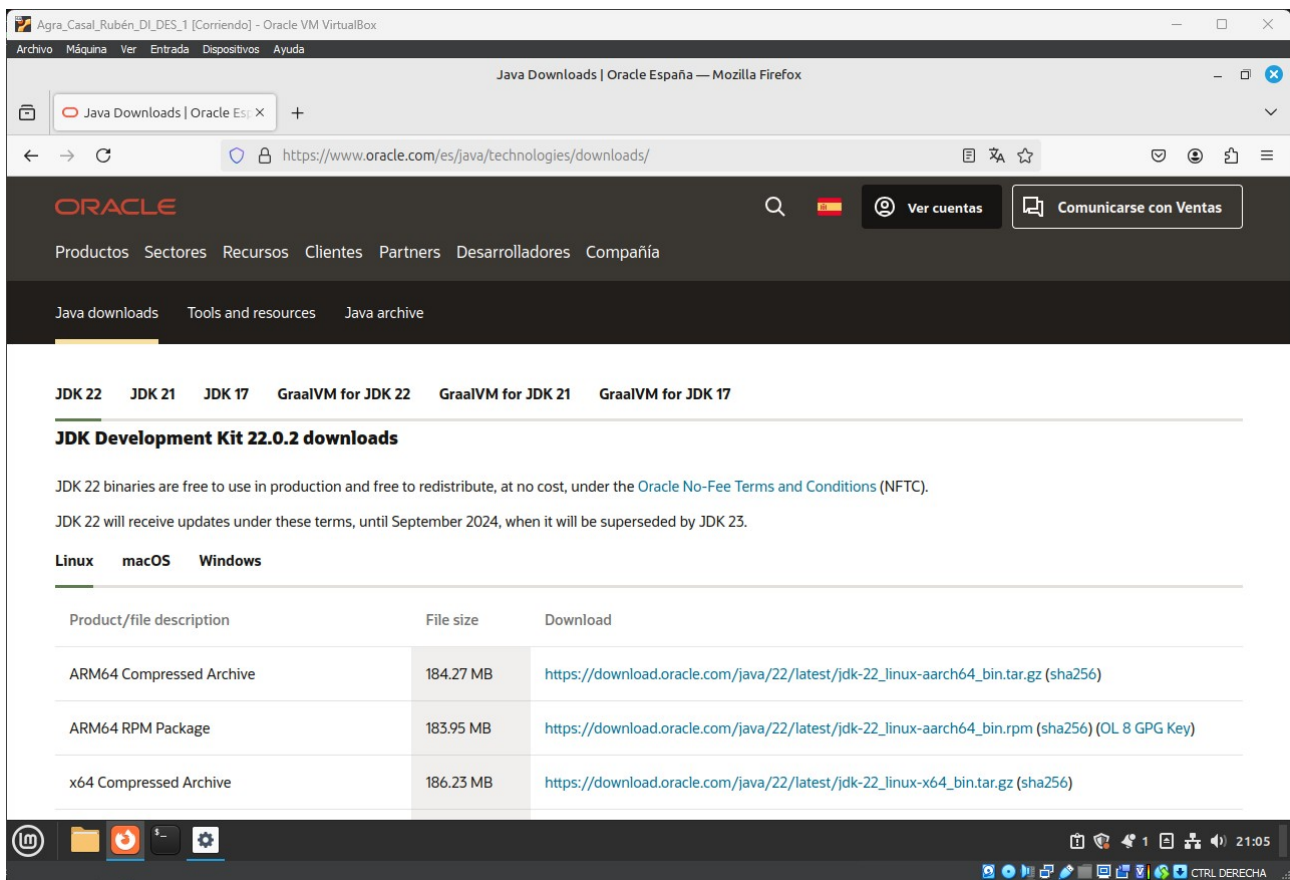 Agra_Casal_Rubén_DI_DES_1 [Corriendo] - Oracle VM VirtualBox
Archivo Máquina Ver Entrada Dispositivos Ayuda
Java Downloads | Oracle España — Mozilla Firefox
Java Downloads | Oracle Esp
https://www.oracle.com/es/java/technologies/downloads/
ORACLE
Ver cuentas
Comunicarse con Ventas
Productos Sectores Recursos Clientes Partners Desarrolladores Compañía
Java downloads Tools and resources Java archive
JDK 22 JDK 21 JDK 17 GraalVM for JDK 22 GraalVM for JDK 21 GraalVM for JDK 17
JDK Development Kit 22.0.2 downloads
JDK 22 binaries are free to use in production and free to redistribute, at no cost, under the Oracle No-Fee Terms and Conditions (NFTC).
JDK 22 will receive updates under these terms, until September 2024, when it will be superseded by JDK 23.
Linux macOS Windows
Product/file description File size Download
ARM64 Compressed Archive 184.27 MB https://download.oracle.com/java/22/latest/jdk-22_linux-aarch64_bin.tar.gz (sha256)
ARM64 RPM Package 183.95 MB https://download.oracle.com/java/22/latest/jdk-22_linux-aarch64_bin.rpm (sha256) (OL 8 GPG Key)
x64 Compressed Archive 186.23 MB https://download.oracle.com/java/22/latest/jdk-22_linux-x64_bin.tar.gz (sha256)
1 21:05
CTRL DERECHA